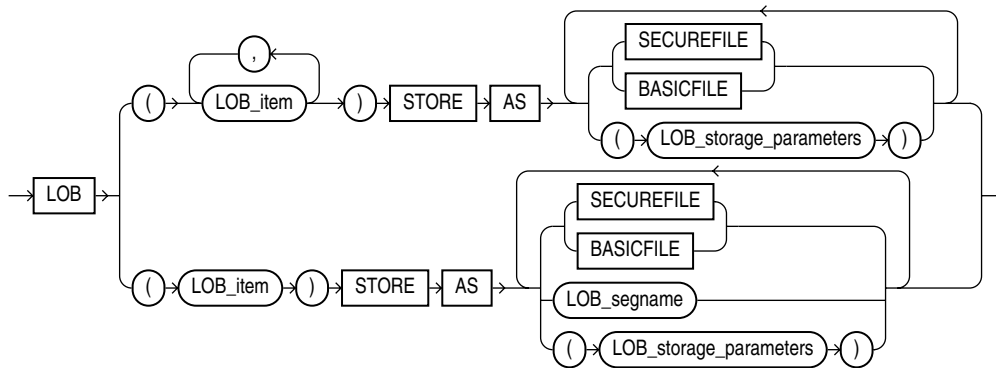 ,
SECUREFILE
BASICFILE
( LOB_item ) STORE AS
( LOB_storage_parameters )
LOB
SECUREFILE
BASICFILE
( LOB_item ) STORE AS
LOB_segname
( LOB_storage_parameters )